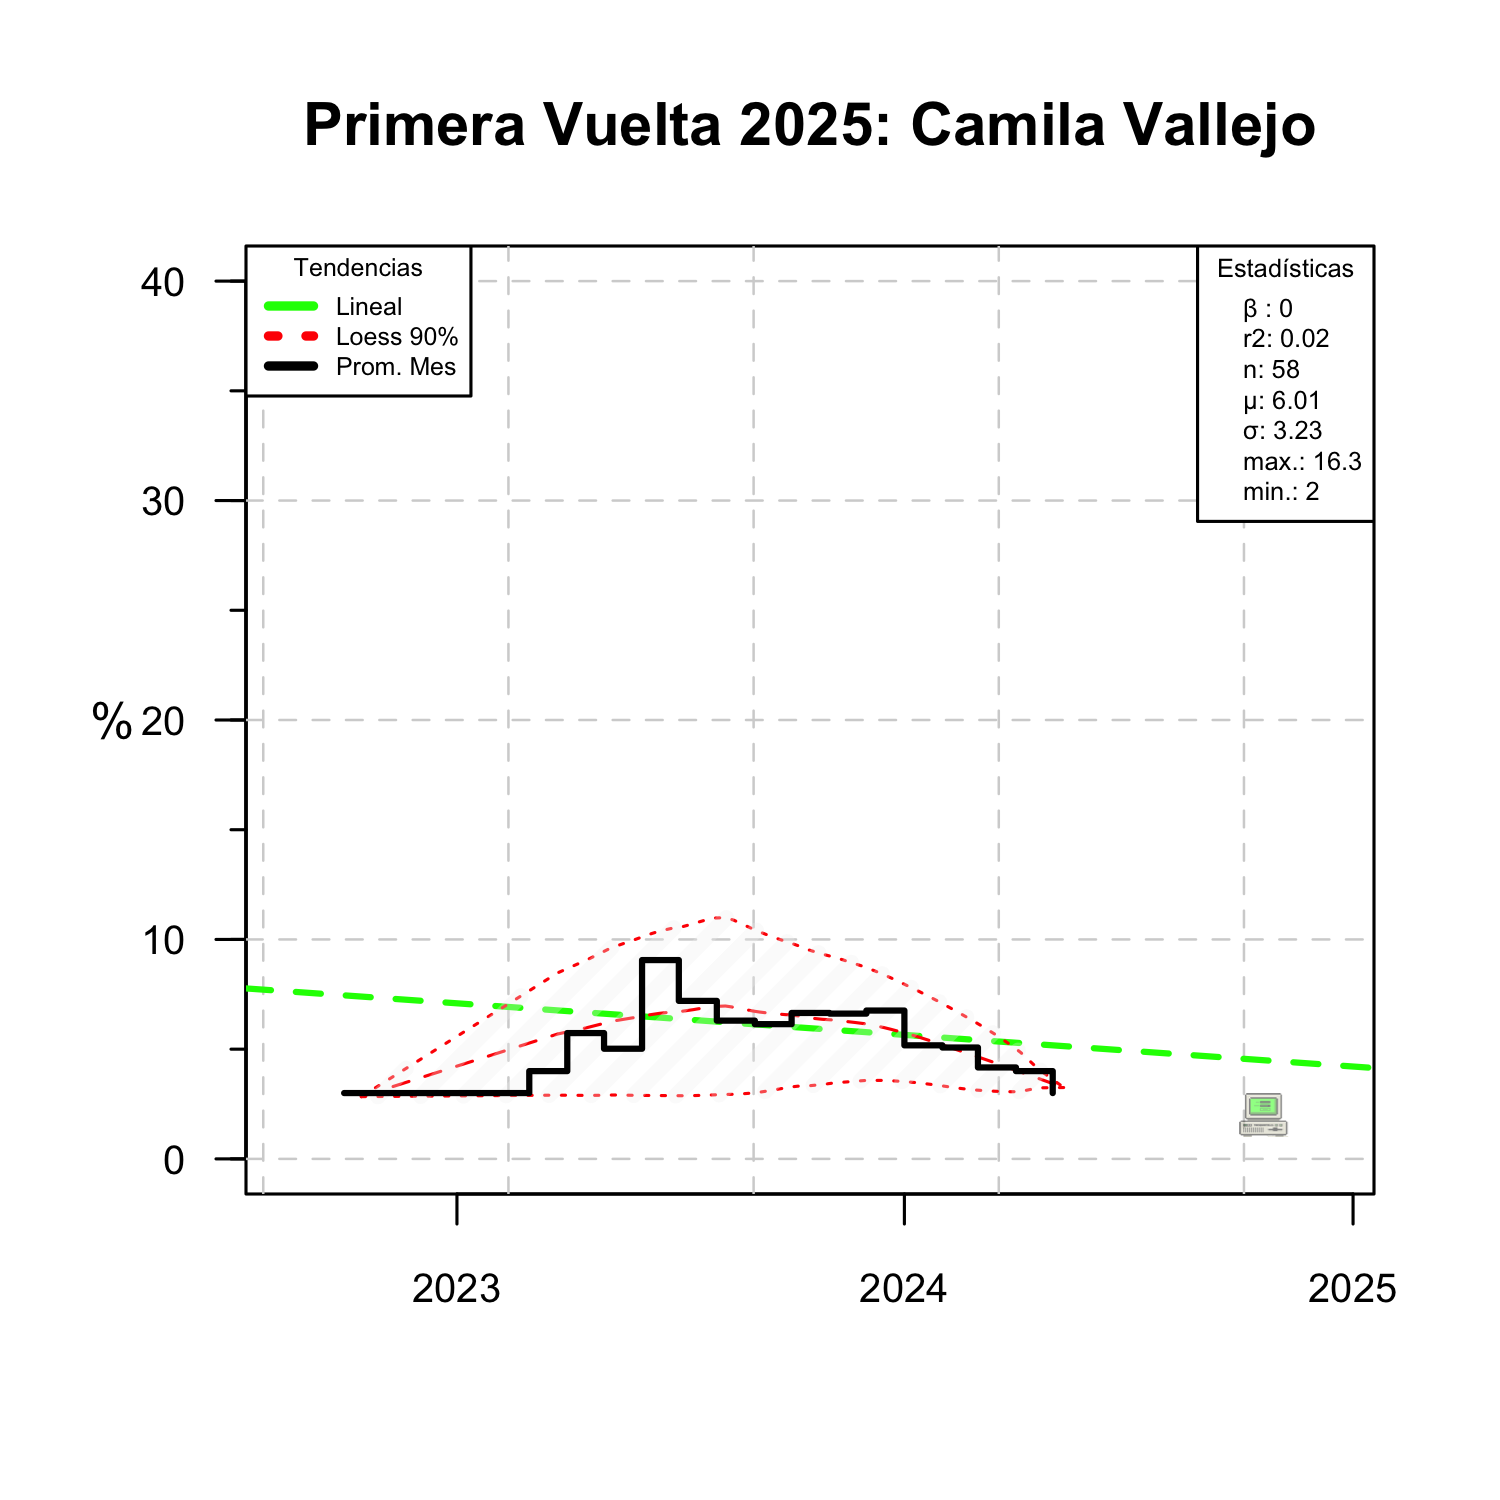 Primera Vuelta 2025: Camila Vallejo
Tendencias
Lineal
Loess 90%
Prom. Mes
Estadísticas
β : 0
r2: 0.02
n: 58
μ: 6.01
σ: 3.23
max.: 16.3
min.: 2
40
30
20
10
0
%
2023
2024
2025